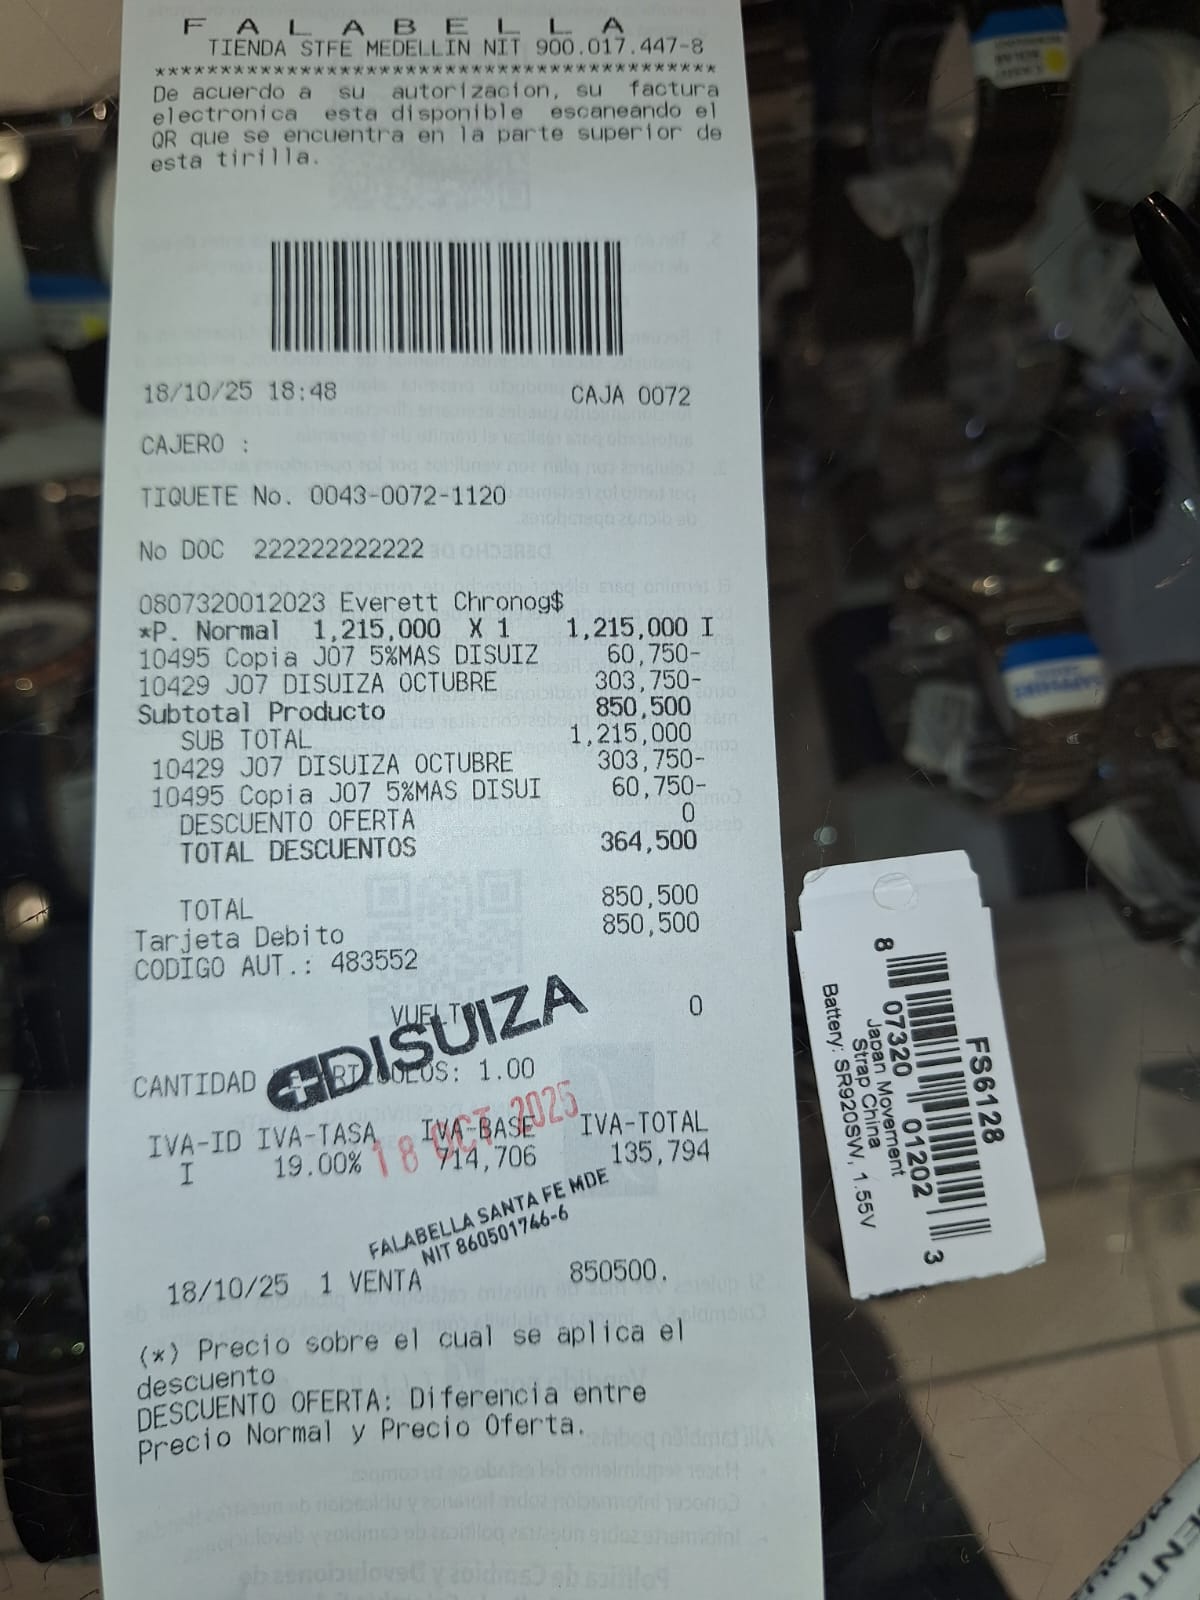 F A L A B E L L A
TIENDA STFE MEDELLIN NIT 900.017.447-8
*******************************************
De acuerdo a su autorizacion, su factura
electronica esta disponible escaneando el
QR que se encuentra en la parte superior de
esta tirilla.
18/10/25 18:48 CAJA 0072
CAJERO :
TIQUETE No. 0043-0072-1120
No DOC 222222222222
0807320012023 Everett Chronog$
*P. Normal 1,215,000 X 1 1,215,000 I
10495 Copia J07 5%MAS DISUIZ 60,750-
10429 J07 DISUIZA OCTUBRE 303,750-
Subtotal Producto 850,500
SUB TOTAL 1,215,000
10429 J07 DISUIZA OCTUBRE 303,750-
10495 Copia J07 5%MAS DISUI 60,750-
DESCUENTO OFERTA 0
TOTAL DESCUENTOS 364,500
TOTAL 850,500
Tarjeta Debito 850,500
CODIGO AUT.: 483552
VUELT 0
DISUIZA
CANTIDAD 1.00
IVA-ID IVA-TASA IVA-BASE IVA-TOTAL
I 19.00% 714,706 135,794
18 OCT 2025
FALABELLA SANTA FE MDE
NIT 860501746-6
18/10/25 1 VENTA 850500.
(*) Precio sobre el cual se aplica el
descuento
DESCUENTO OFERTA: Diferencia entre
Precio Normal y Precio Oferta.
FS6128
8 07320 01202 3
Japan Movement
Strap China
Battery: SR920SW, 1.55V